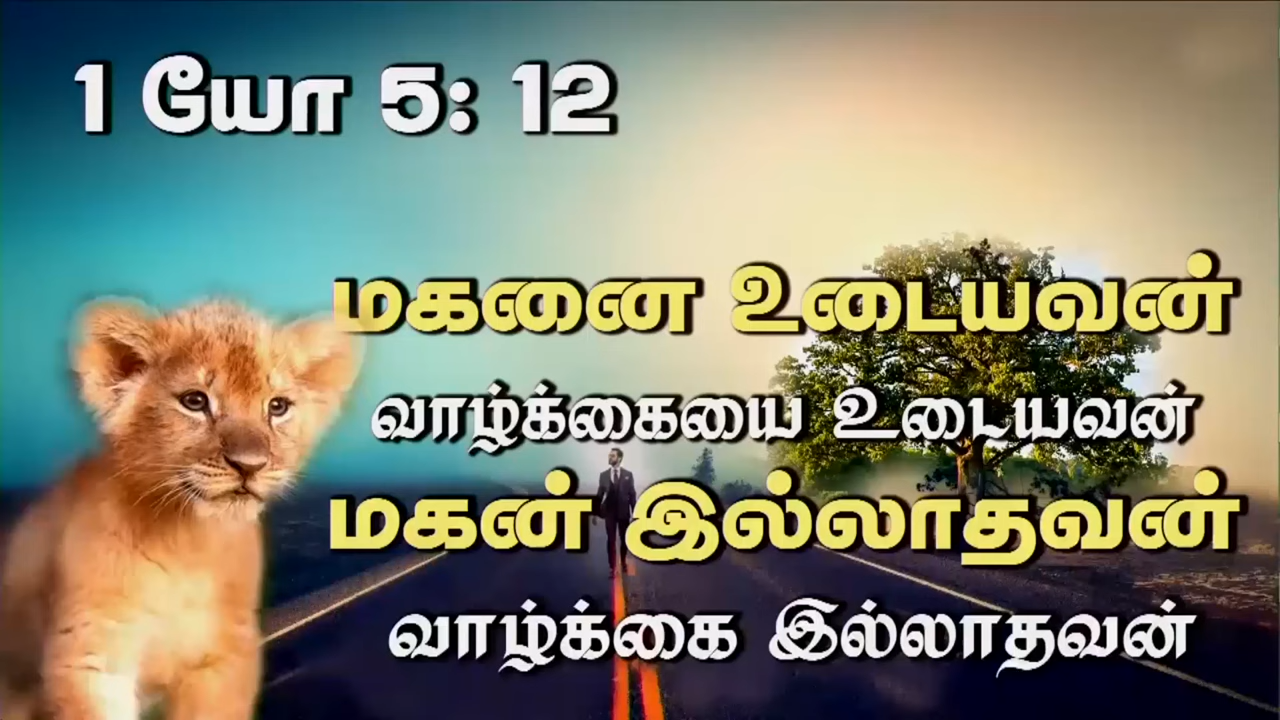 1 யோ 5: 12
மகனை உடையவன்
வாழ்க்கையை உடையவன்
மகன் இல்லாதவன்
வாழ்க்கை இல்லாதவன்